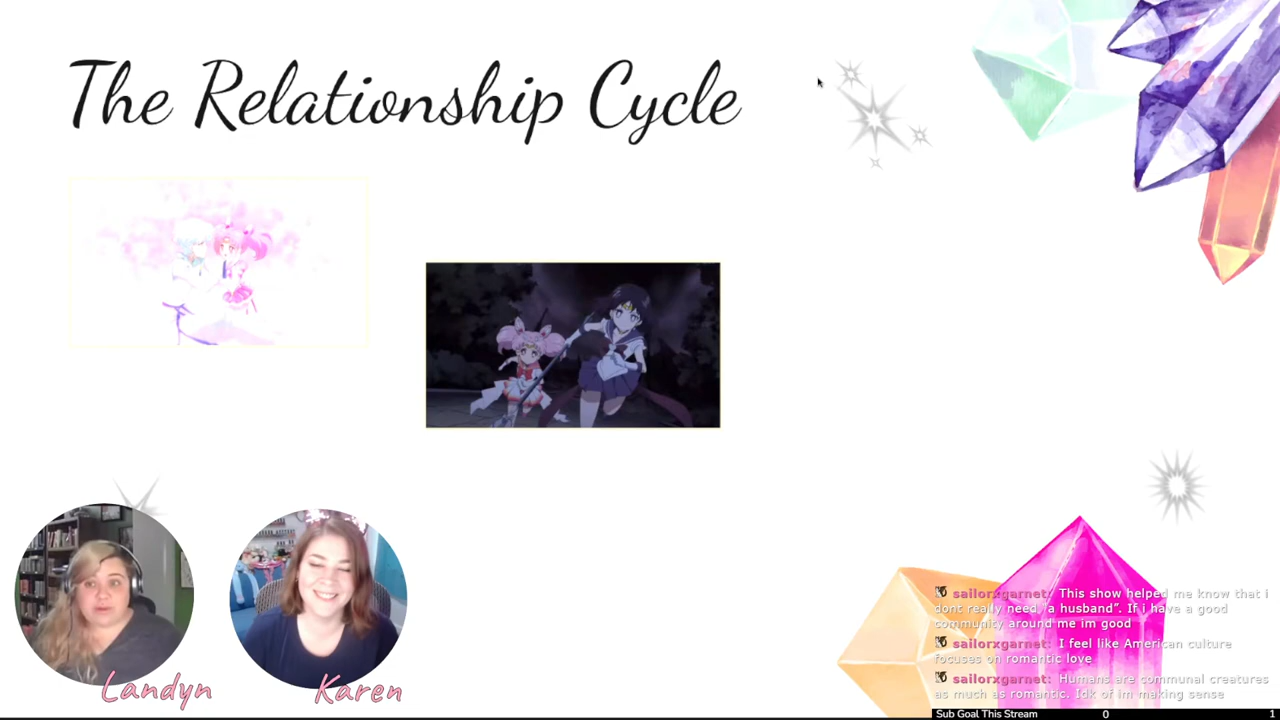 The Relationship Cycle
Landyn
Karen
sailorxgarnet: This show helped me know that i
dont really need "a husband". If i have a good
community around me im good
sailorxgarnet: I feel like American culture
focuses on romantic love
sailorxgarnet: Humans are communal creatures
as much as romantic. Idk of im making sense
Sub Goal This Stream 0 1